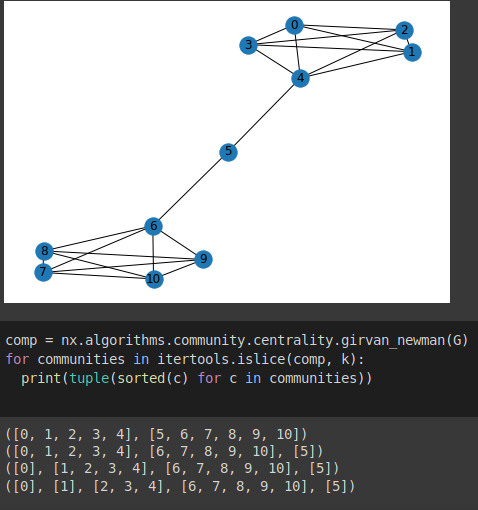 0
2
3
1
4
5
6
8
9
7
10
comp = nx.algorithms.community.centrality.girvan_newman(G)
for communities in itertools.islice(comp, k):
  print(tuple(sorted(c) for c in communities))
([0, 1, 2, 3, 4], [5, 6, 7, 8, 9, 10])
([0, 1, 2, 3, 4], [6, 7, 8, 9, 10], [5])
([0], [1, 2, 3, 4], [6, 7, 8, 9, 10], [5])
([0], [1], [2, 3, 4], [6, 7, 8, 9, 10], [5])